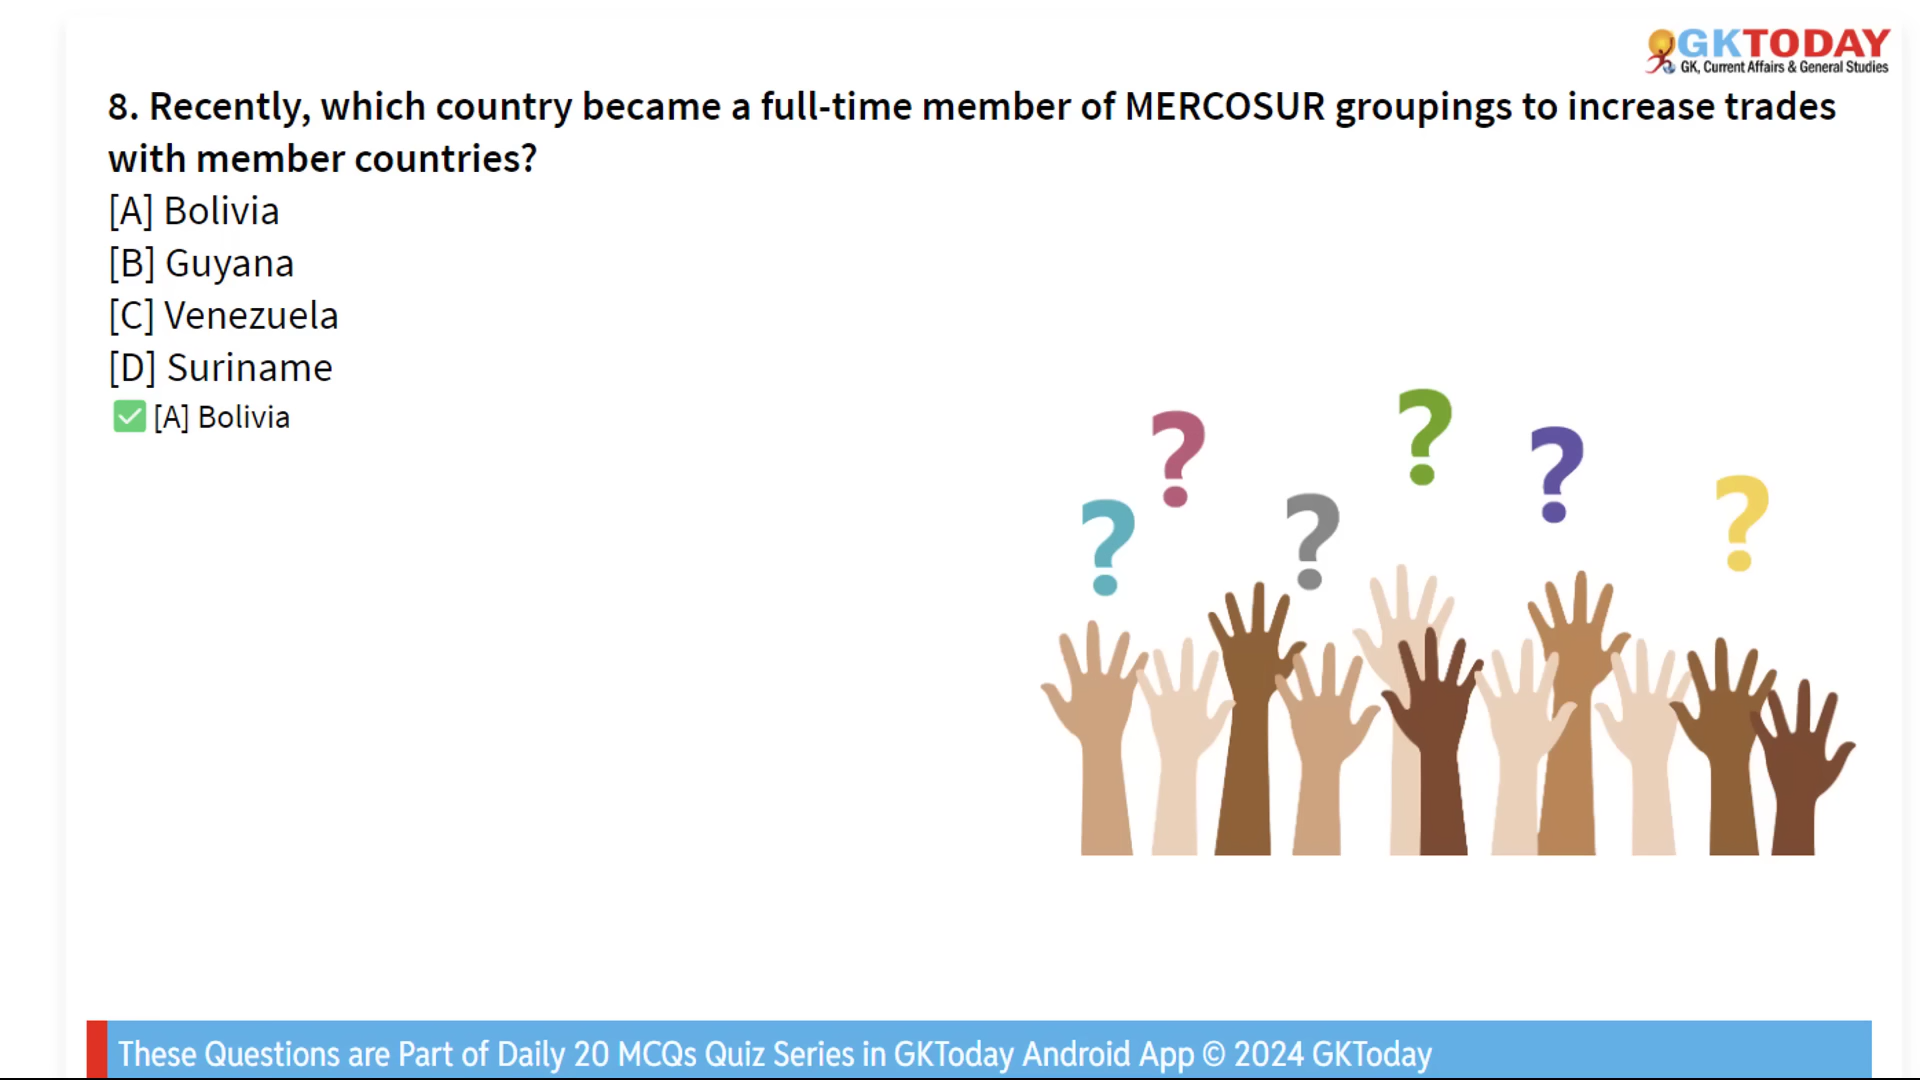 GKTODAY
GK, Current Affairs & General Studies
8. Recently, which country became a full-time member of MERCOSUR groupings to increase trades
with member countries?
[A] Bolivia
[B] Guyana
[C] Venezuela
[D] Suriname
✅ [A] Bolivia
? ? ? ? ? ?
These Questions are Part of Daily 20 MCQs Quiz Series in GKToday Android App © 2024 GKToday